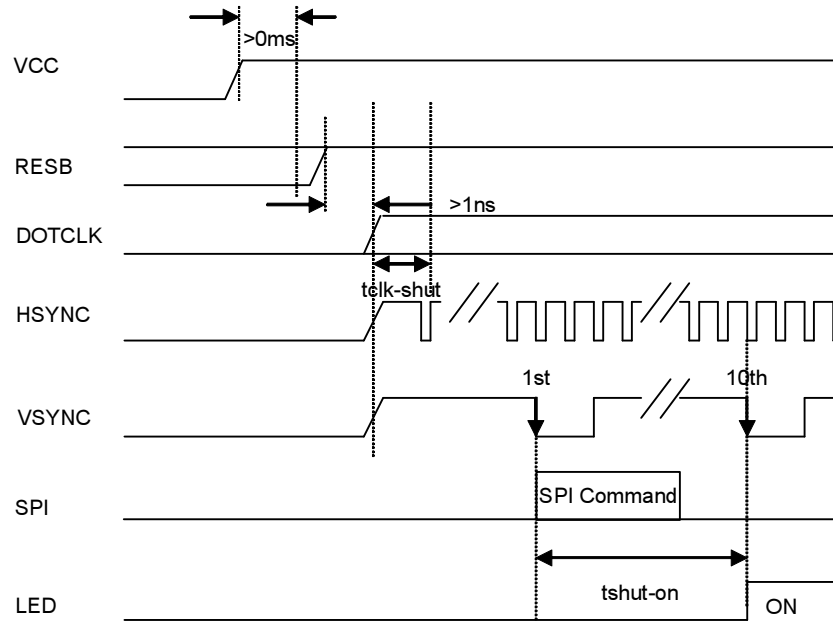 >0ms
VCC
RESB
>1ns
DOTCLK
tclk-shut
HSYNC
1st
10th
VSYNC
SPI Command
SPI
tshut-on
LED
ON